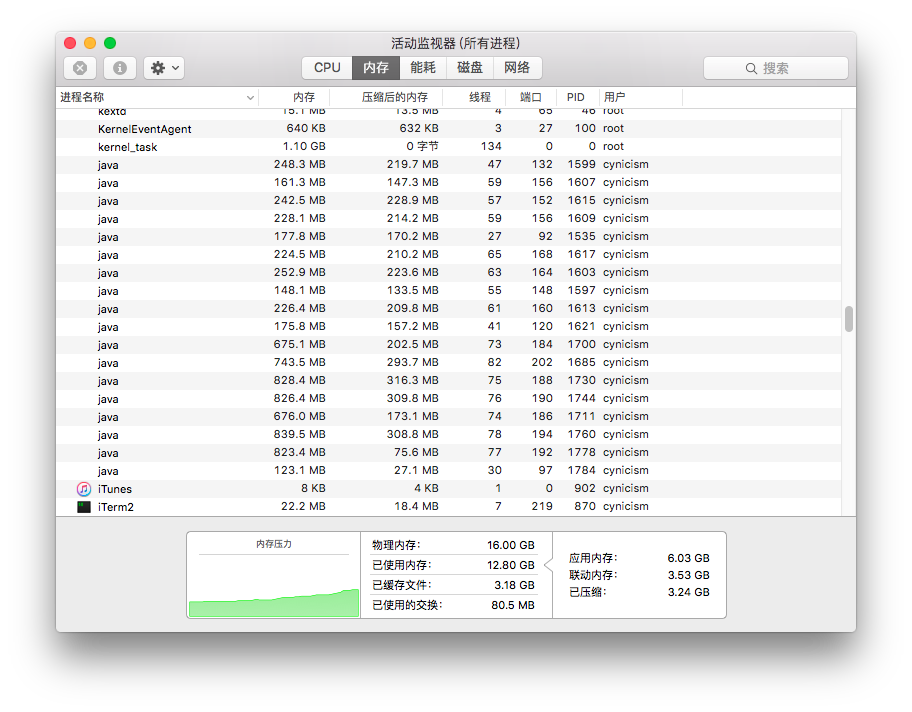 活动监视器 (所有进程)
CPU 内存 能耗 磁盘 网络 搜索
进程名称 内存 压缩后的内存 线程 端口 PID 用户
kextd 15.1 MB 13.5 MB 4 65 46 root
KernelEventAgent 640 KB 632 KB 3 27 100 root
kernel_task 1.10 GB 0 字节 134 0 0 root
java 248.3 MB 219.7 MB 47 132 1599 cynicism
java 161.3 MB 147.3 MB 59 156 1607 cynicism
java 242.5 MB 228.9 MB 57 152 1615 cynicism
java 228.1 MB 214.2 MB 59 156 1609 cynicism
java 177.8 MB 170.2 MB 27 92 1535 cynicism
java 224.5 MB 210.2 MB 65 168 1617 cynicism
java 252.9 MB 223.6 MB 63 164 1603 cynicism
java 148.1 MB 133.5 MB 55 148 1597 cynicism
java 226.4 MB 209.8 MB 61 160 1613 cynicism
java 175.8 MB 157.2 MB 41 120 1621 cynicism
java 675.1 MB 202.5 MB 73 184 1700 cynicism
java 743.5 MB 293.7 MB 82 202 1685 cynicism
java 828.4 MB 316.3 MB 75 188 1730 cynicism
java 826.4 MB 309.8 MB 76 190 1744 cynicism
java 676.0 MB 173.1 MB 74 186 1711 cynicism
java 839.5 MB 308.8 MB 78 194 1760 cynicism
java 823.4 MB 75.6 MB 77 192 1778 cynicism
java 123.1 MB 27.1 MB 30 97 1784 cynicism
iTunes 8 KB 4 KB 1 0 902 cynicism
iTerm2 22.2 MB 18.4 MB 7 219 870 cynicism
内存压力
物理内存: 16.00 GB
已使用内存: 12.80 GB
已缓存文件: 3.18 GB
已使用的交换: 80.5 MB
应用内存: 6.03 GB
联动内存: 3.53 GB
已压缩: 3.24 GB